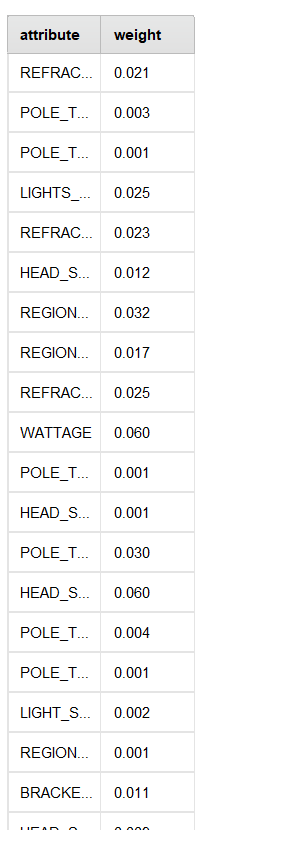 attribute weight
REFRAC... 0.021
POLE_T... 0.003
POLE_T... 0.001
LIGHTS_... 0.025
REFRAC... 0.023
HEAD_S... 0.012
REGION... 0.032
REGION... 0.017
REFRAC... 0.025
WATTAGE 0.060
POLE_T... 0.001
HEAD_S... 0.001
POLE_T... 0.030
HEAD_S... 0.060
POLE_T... 0.004
POLE_T... 0.001
LIGHT_S... 0.002
REGION... 0.001
BRACKE... 0.011